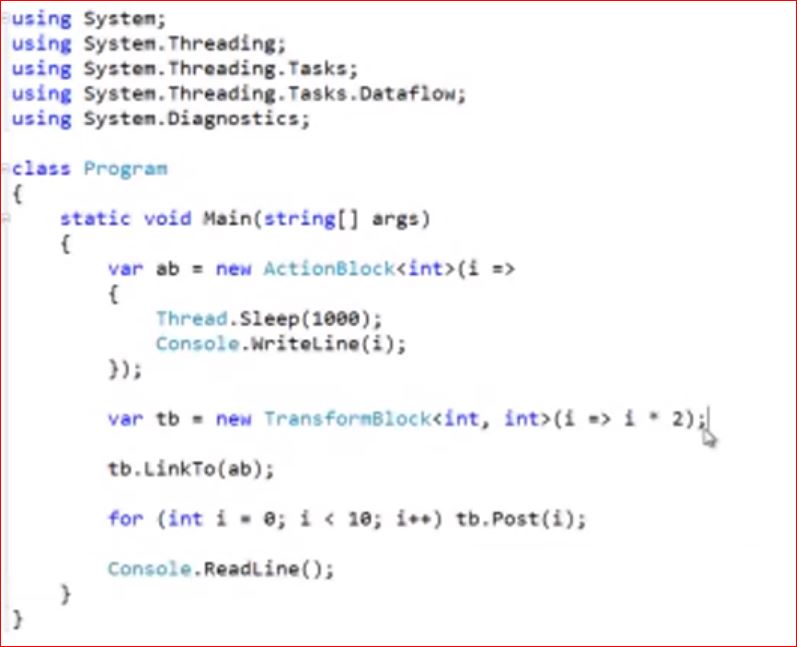 using System;
using System.Threading;
using System.Threading.Tasks;
using System.Threading.Tasks.Dataflow;
using System.Diagnostics;

class Program
{
    static void Main(string[] args)
    {
        var ab = new ActionBlock<int>(i =>
        {
            Thread.Sleep(1000);
            Console.WriteLine(i);
        });

        var tb = new TransformBlock<int, int>(i => i * 2);

        tb.LinkTo(ab);

        for (int i = 0; i < 10; i++) tb.Post(i);

        Console.ReadLine();
    }
}